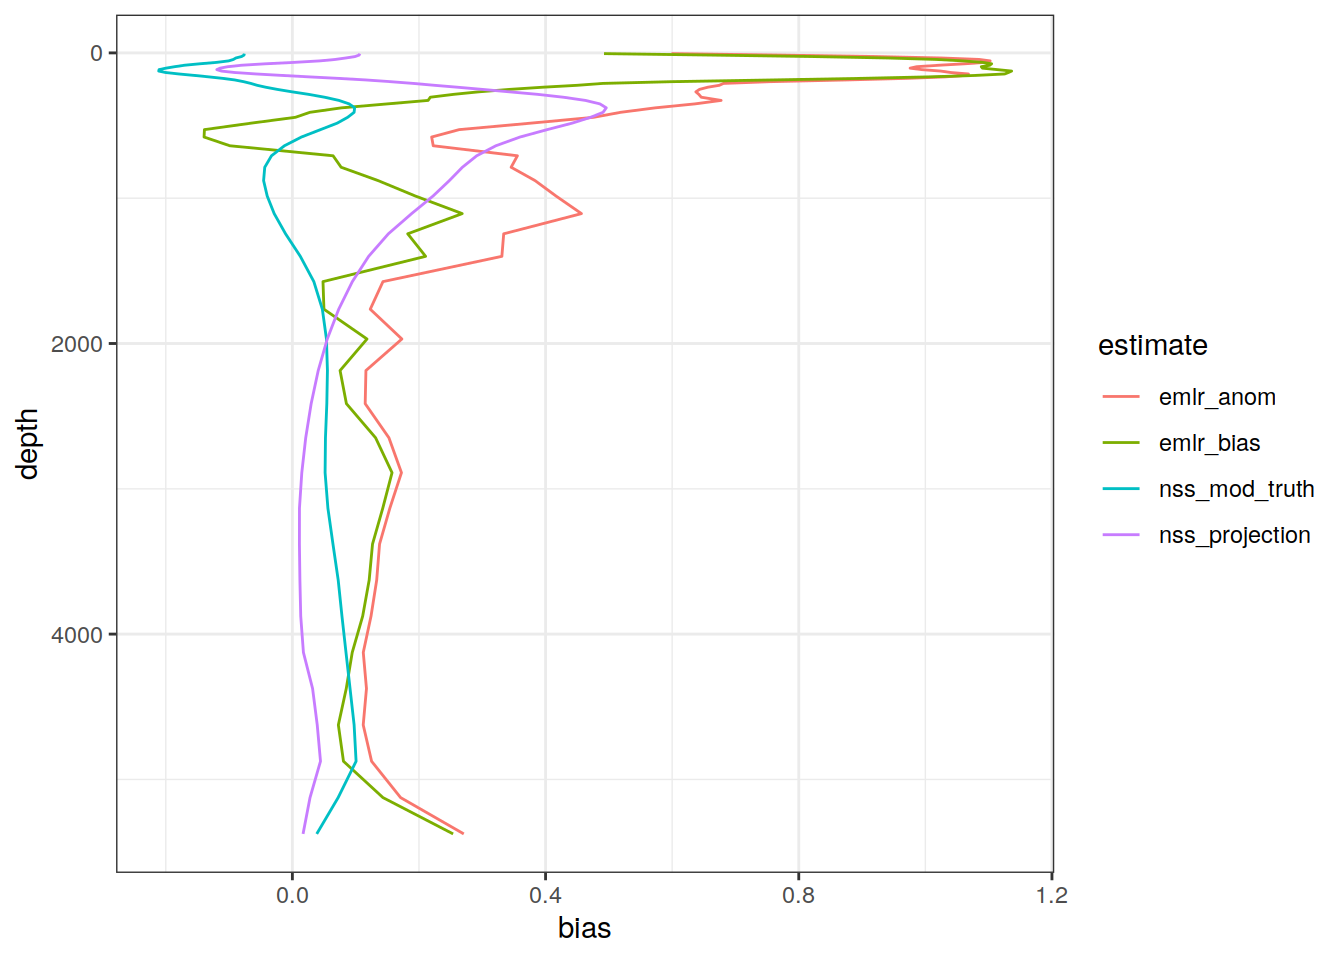 0
2000
4000
depth
0.0
0.4
0.8
1.2
bias
estimate
emlr_anom
emlr_bias
nss_mod_truth
nss_projection